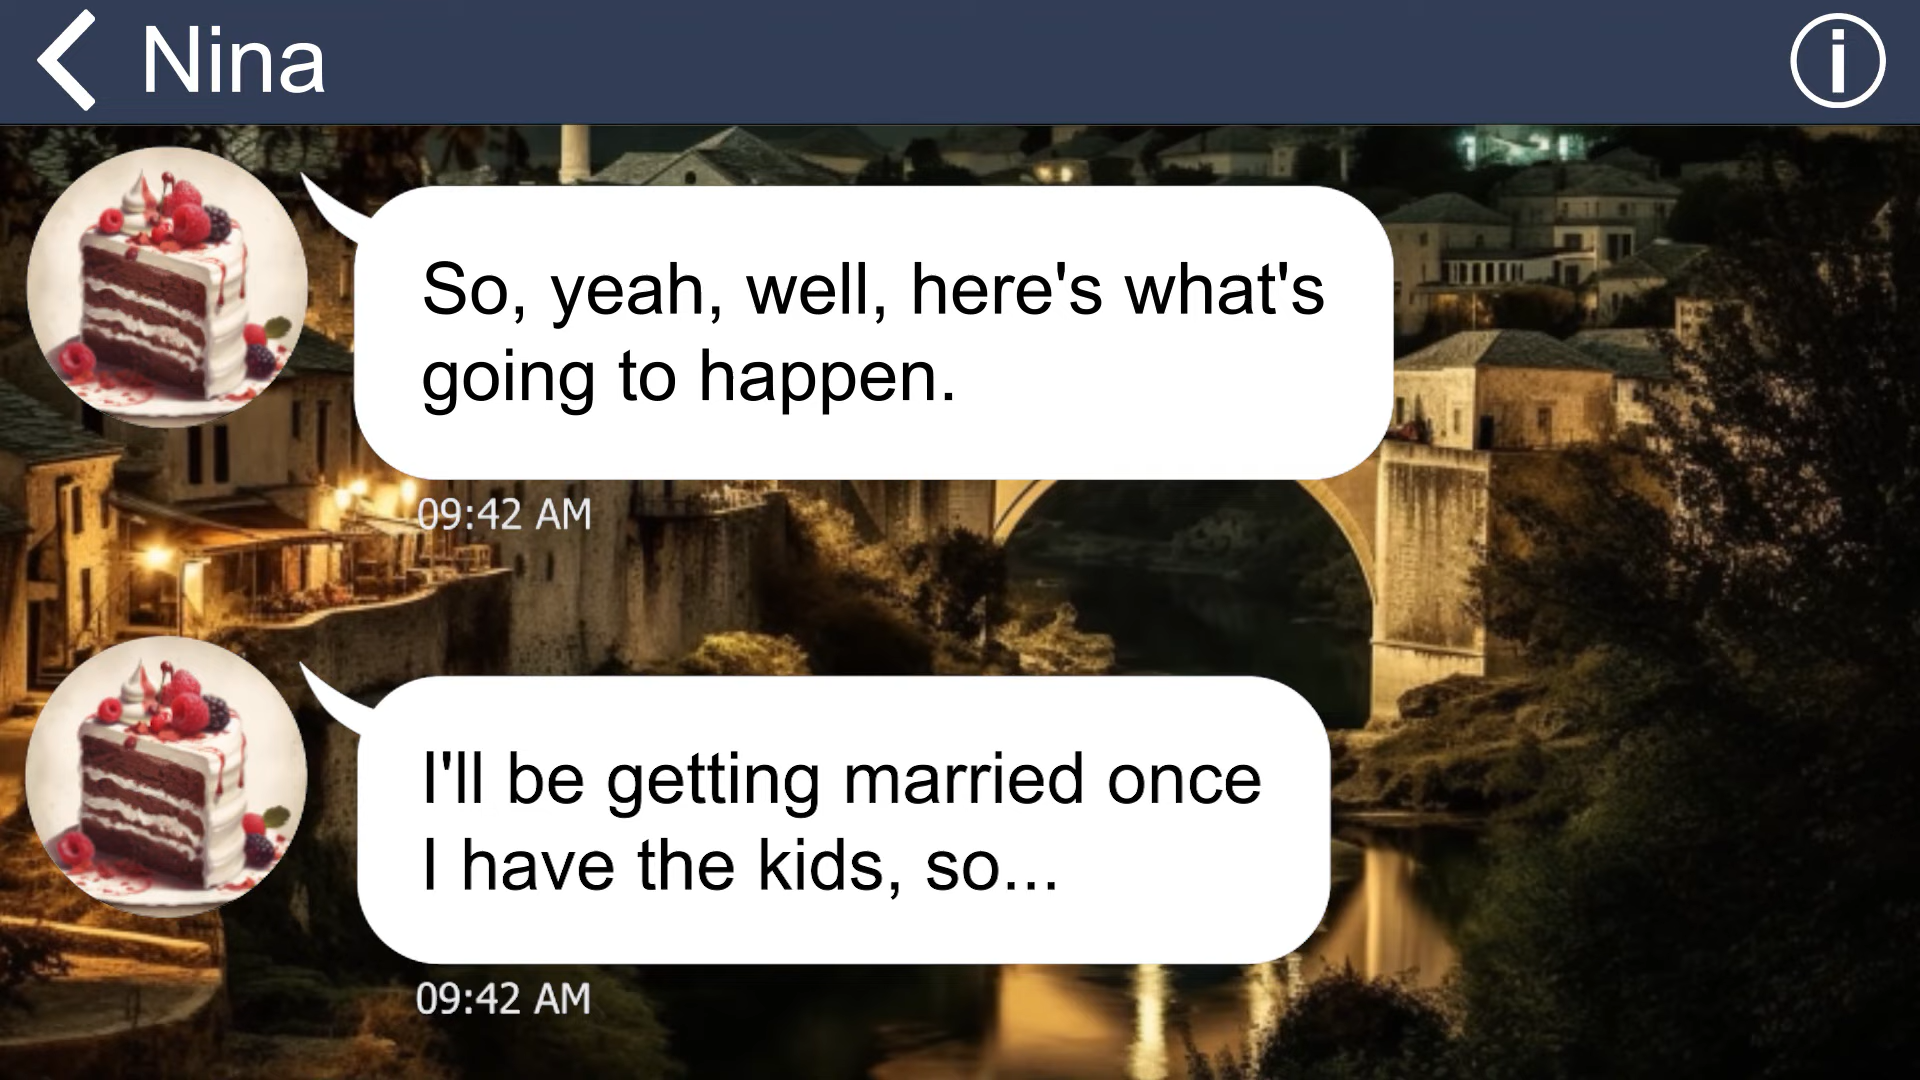 Nina
So, yeah, well, here's what's
going to happen.
09:42 AM
I'll be getting married once
I have the kids, so...
09:42 AM